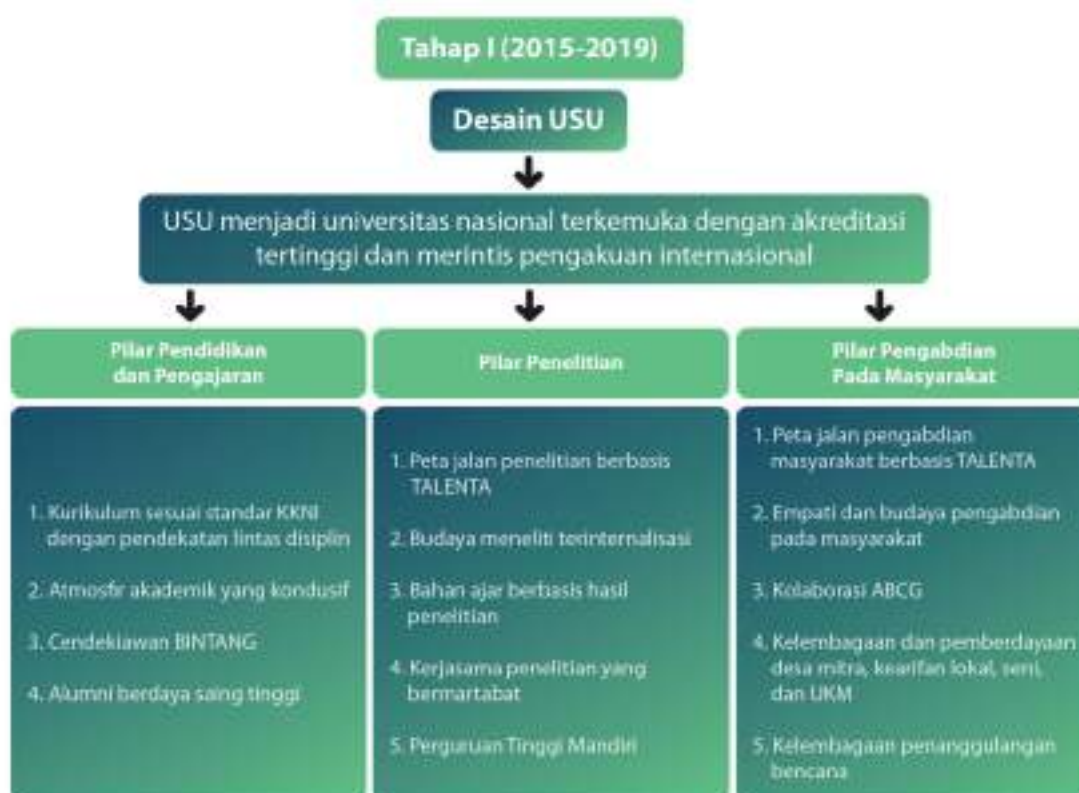 Tahap I (2015-2019)
Desain USU
USU menjadi universitas nasional terkemuka dengan akreditasi
tertinggi dan merintis pengakuan internasional
Pilar Pendidikan
dan Pengajaran
1. Kurikulum sesuai standar KKNI
dengan pendekatan lintas disiplin
2. Atmosfir akademik yang kondusif
3. Cendekiawan BINTANG
4. Alumni berdaya saing tinggi
Pilar Penelitian
1. Peta jalan penelitian berbasis
TALENTA
2. Budaya meneliti terinternalisasi
3. Bahan ajar berbasis hasil
penelitian
4. Kerjasama penelitian yang
bermartabat
5. Perguruan Tinggi Mandiri
Pilar Pengabdian
Pada Masyarakat
1. Peta jalan pengabdian
masyarakat berbasis TALENTA
2. Empati dan budaya pengabdian
pada masyarakat
3. Kolaborasi ABCG
4. Kelembagaan dan pemberdayaan
desa mitra, kearifan lokal, seni,
dan UKM
5. Kelembagaan penanggulangan
bencana